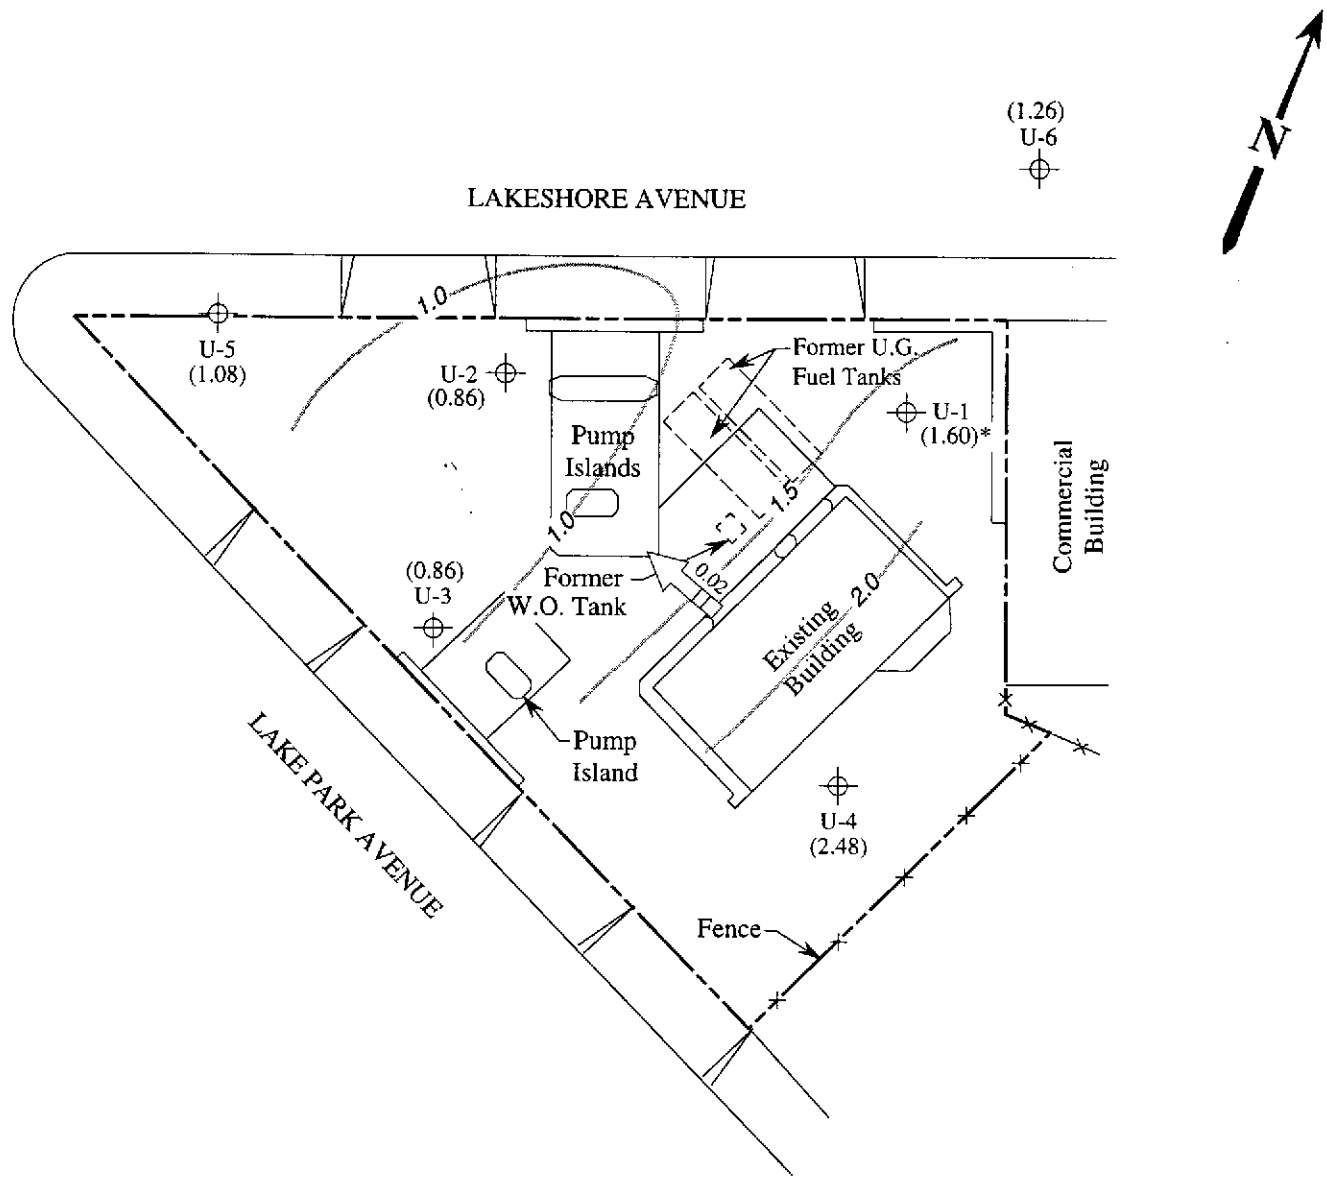 N
(1.26)
U-6
LAKESHORE AVENUE
1.0
U-5
(1.08)
U-2
(0.86)
Former U.G.
Fuel Tanks
U-1
(1.60)*
Pump
Islands
Commercial
Building
1.5
1.0
(0.86)
U-3
Former
W.O. Tank
0.02
2.0
Existing
Building
Pump
Island
LAKE PARK AVENUE
U-4
(2.48)
Fence